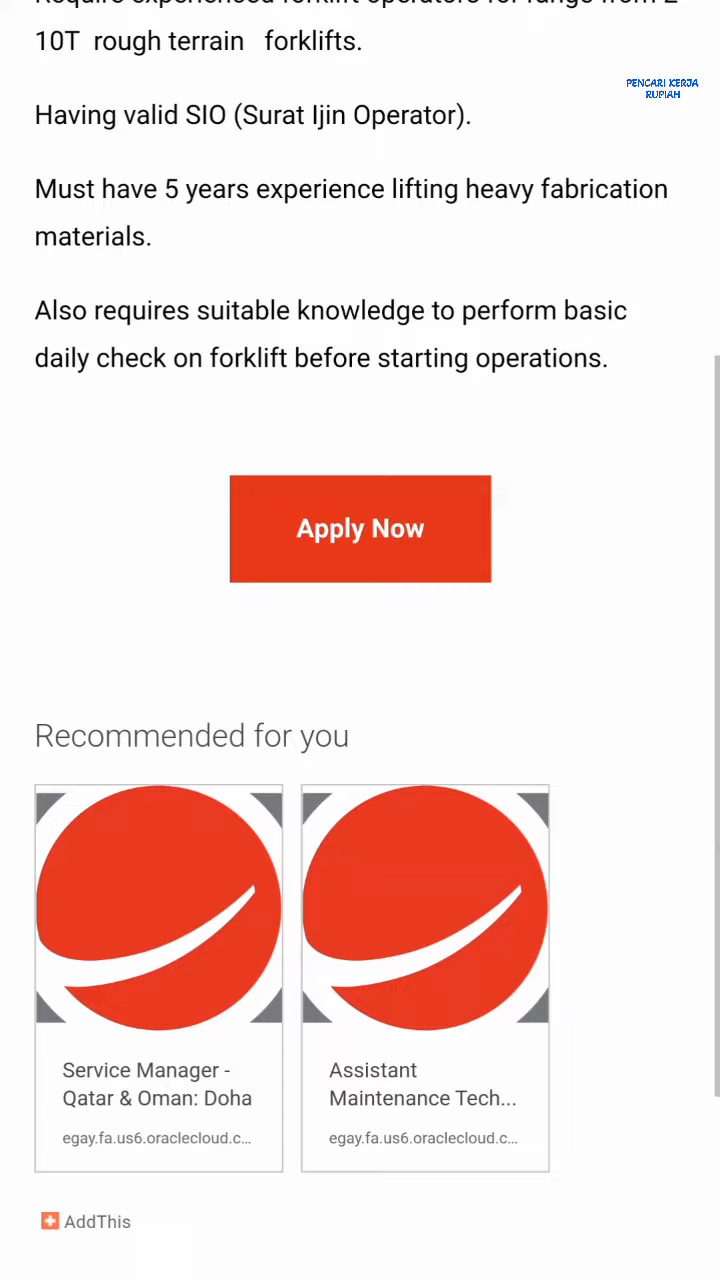 10T rough terrain forklifts.
PENCARI KERJA
RUPIAH
Having valid SIO (Surat Ijin Operator).
Must have 5 years experience lifting heavy fabrication
materials.
Also requires suitable knowledge to perform basic
daily check on forklift before starting operations.
Apply Now
Recommended for you
Service Manager -
Qatar & Oman: Doha
egay.fa.us6.oraclecloud.c...
Assistant
Maintenance Tech...
egay.fa.us6.oraclecloud.c...
AddThis